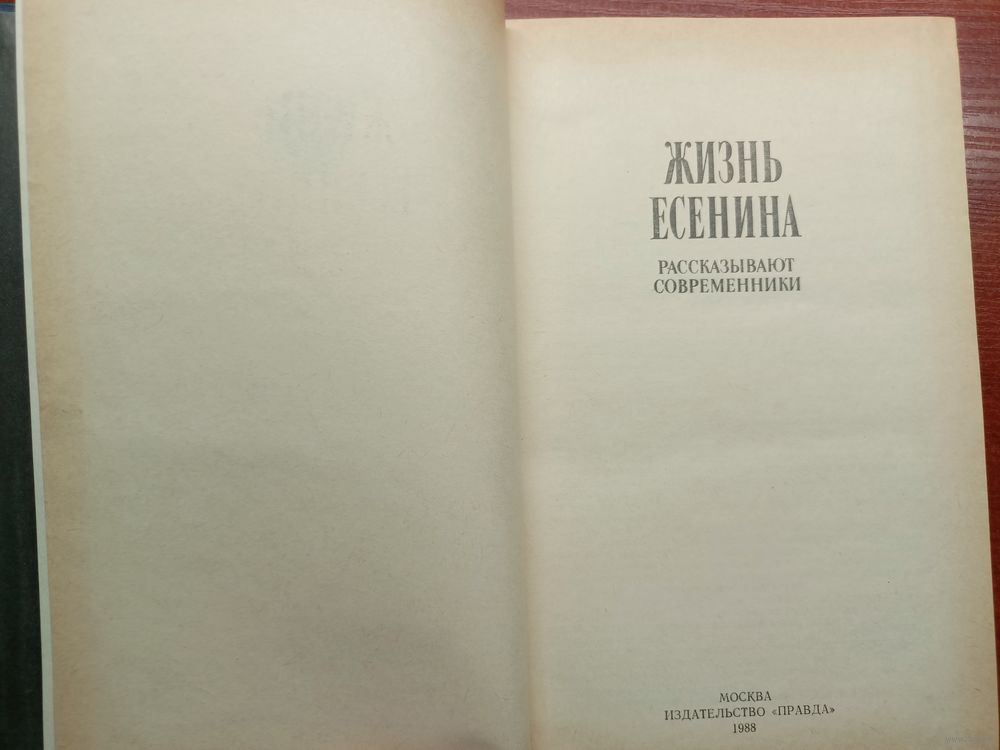 ЖИЗНЬ
ЕСЕНИНА
РАССКАЗЫВАЮТ
СОВРЕМЕННИКИ
МОСКВА
ИЗДАТЕЛЬСТВО «ПРАВДА»
1988